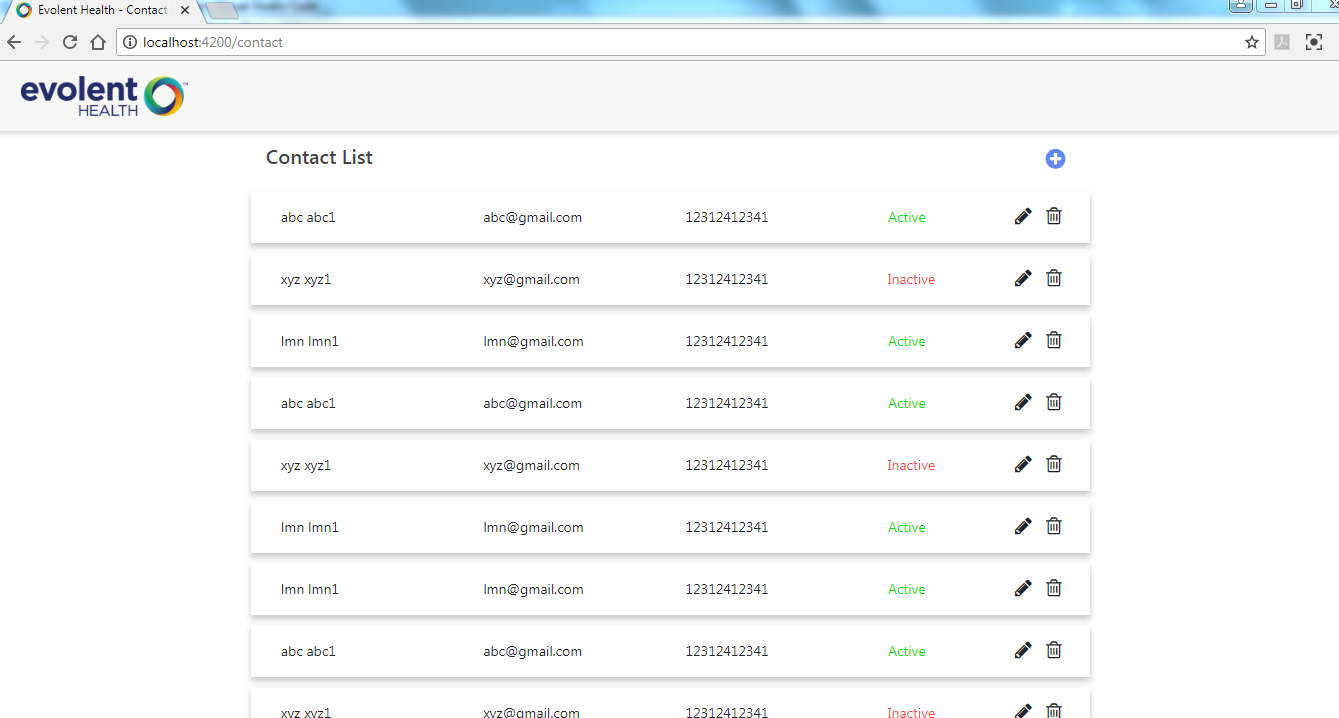 Evolent Health - Contact
localhost:4200/contact
evolent
HEALTH
™
Contact List
abc abc1 abc@gmail.com 12312412341 Active
xyz xyz1 xyz@gmail.com 12312412341 Inactive
lmn lmn1 lmn@gmail.com 12312412341 Active
abc abc1 abc@gmail.com 12312412341 Active
xyz xyz1 xyz@gmail.com 12312412341 Inactive
lmn lmn1 lmn@gmail.com 12312412341 Active
lmn lmn1 lmn@gmail.com 12312412341 Active
abc abc1 abc@gmail.com 12312412341 Active
xyz xyz1 xyz@gmail.com 12312412341 Inactive